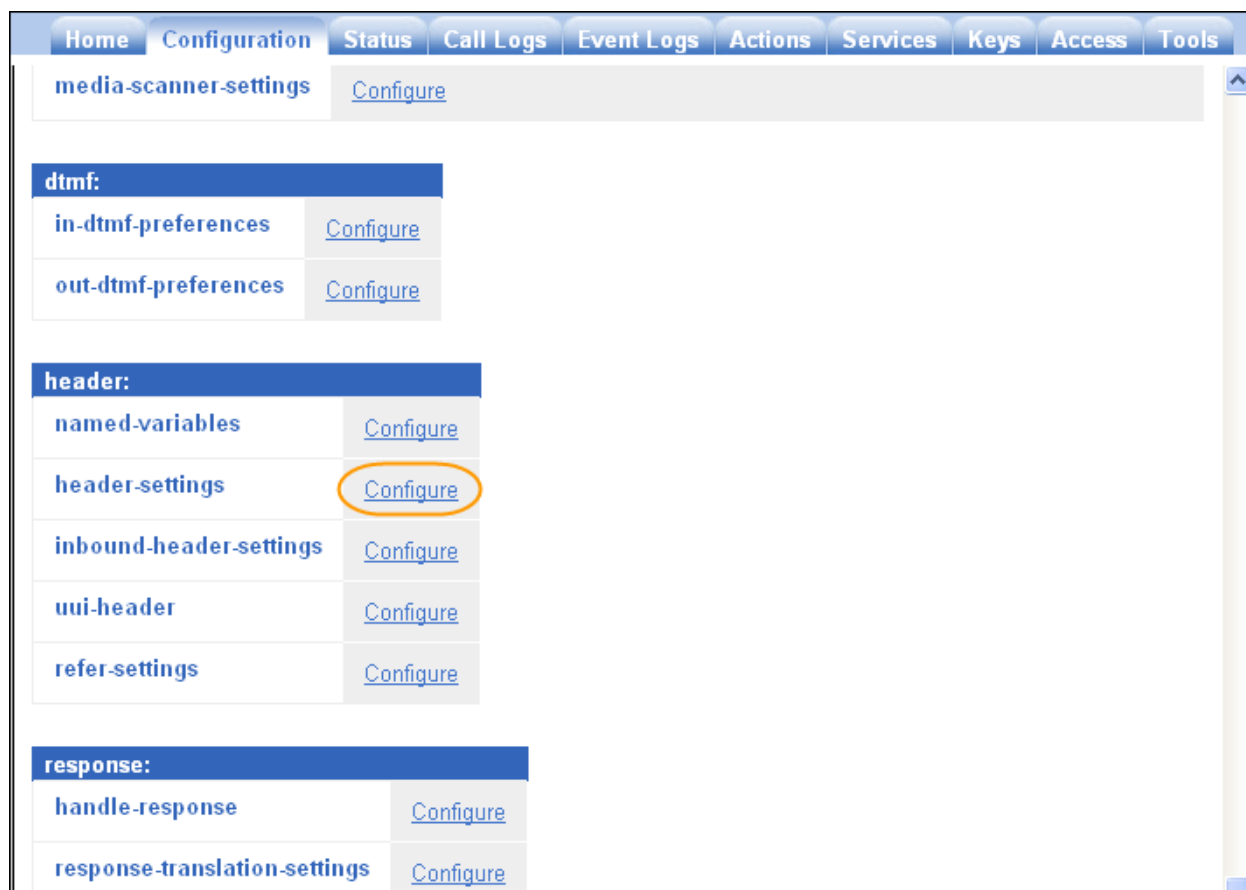 Home Configuration Status Call Logs Event Logs Actions Services Keys Access Tools
media-scanner-settings Configure
dtmf:
in-dtmf-preferences Configure
out-dtmf-preferences Configure
header:
named-variables Configure
header-settings Configure
inbound-header-settings Configure
uui-header Configure
refer-settings Configure
response:
handle-response Configure
response-translation-settings Configure